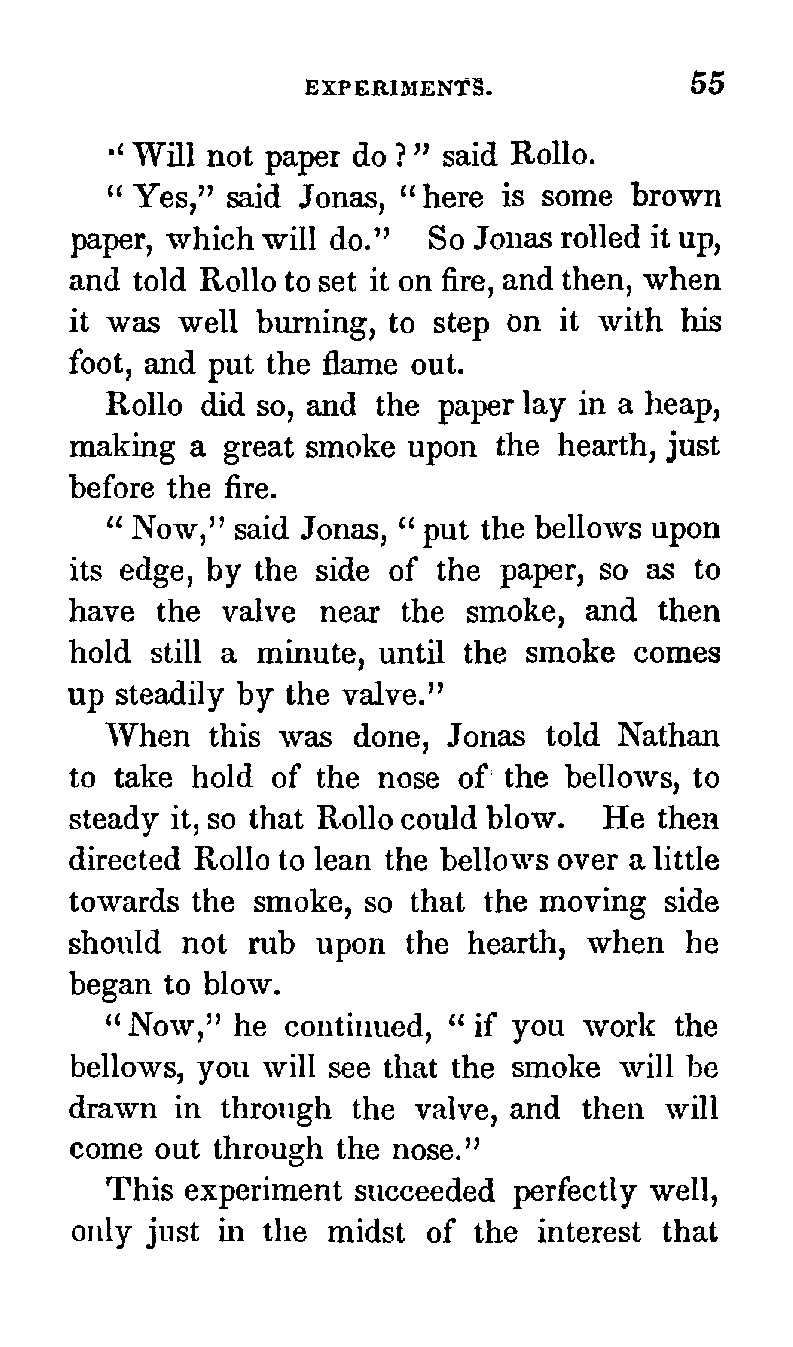 EXPERIMENTS. 55
“Will not paper do?” said Rollo.
“Yes,” said Jonas, “here is some brown
paper, which will do.” So Jonas rolled it up,
and told Rollo to set it on fire, and then, when
it was well burning, to step on it with his
foot, and put the flame out.
Rollo did so, and the paper lay in a heap,
making a great smoke upon the hearth, just
before the fire.
“Now,” said Jonas, “put the bellows upon
its edge, by the side of the paper, so as to
have the valve near the smoke, and then
hold still a minute, until the smoke comes
up steadily by the valve.”
When this was done, Jonas told Nathan
to take hold of the nose of the bellows, to
steady it, so that Rollo could blow. He then
directed Rollo to lean the bellows over a little
towards the smoke, so that the moving side
should not rub upon the hearth, when he
began to blow.
“Now,” he continued, “if you work the
bellows, you will see that the smoke will be
drawn in through the valve, and then will
come out through the nose.”
This experiment succeeded perfectly well,
only just in the midst of the interest that